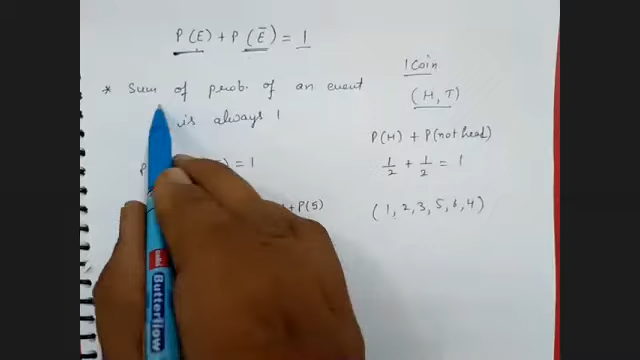 P(E) + P(E̅) = 1
* Sum of prob. of an event
is always 1
P = 1
+ P(5)
1 Coin
(H, T)
P(H) + P(not head)
1/2 + 1/2 = 1
(1, 2, 3, 5, 6, 4)
Butterflow